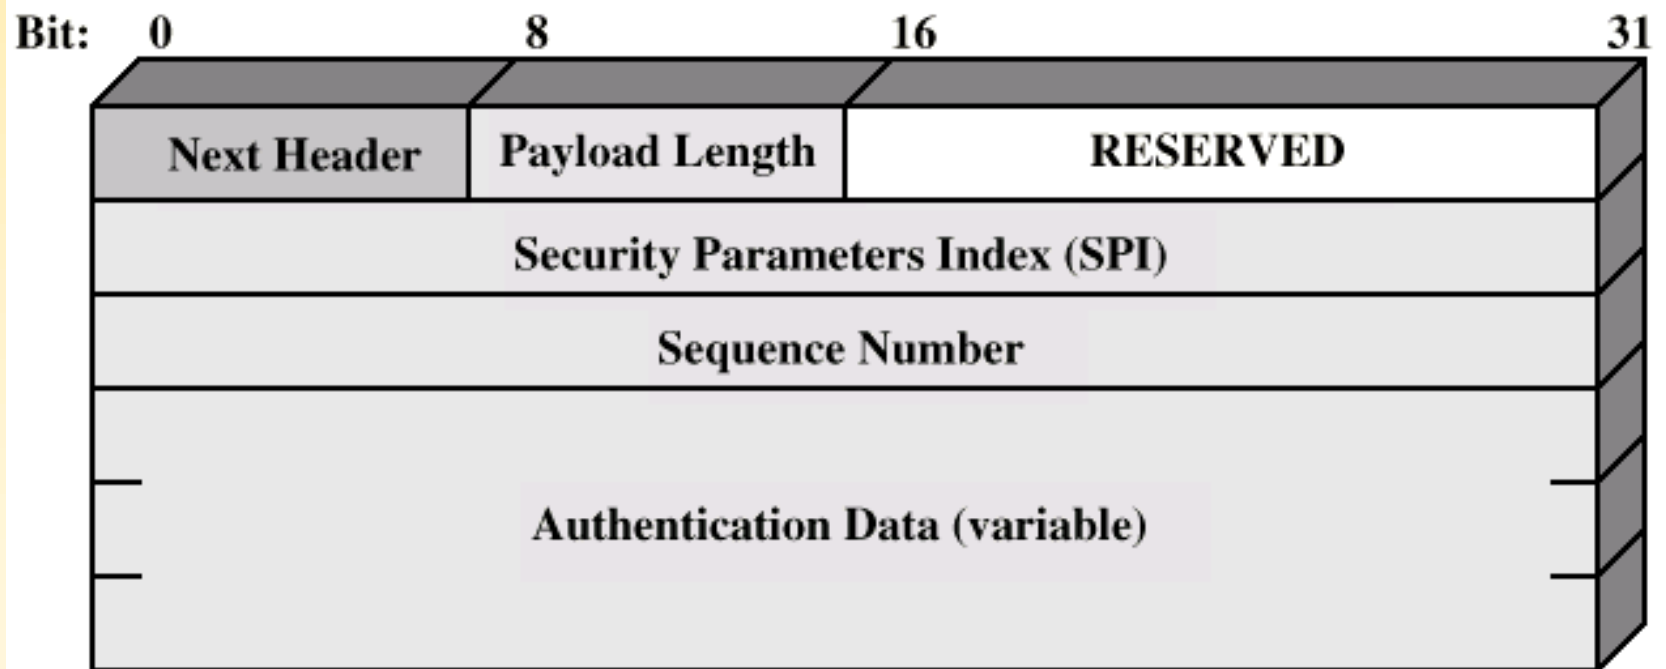 Bit: 0 8 16 31
Next Header Payload Length RESERVED
Security Parameters Index (SPI)
Sequence Number
Authentication Data (variable)